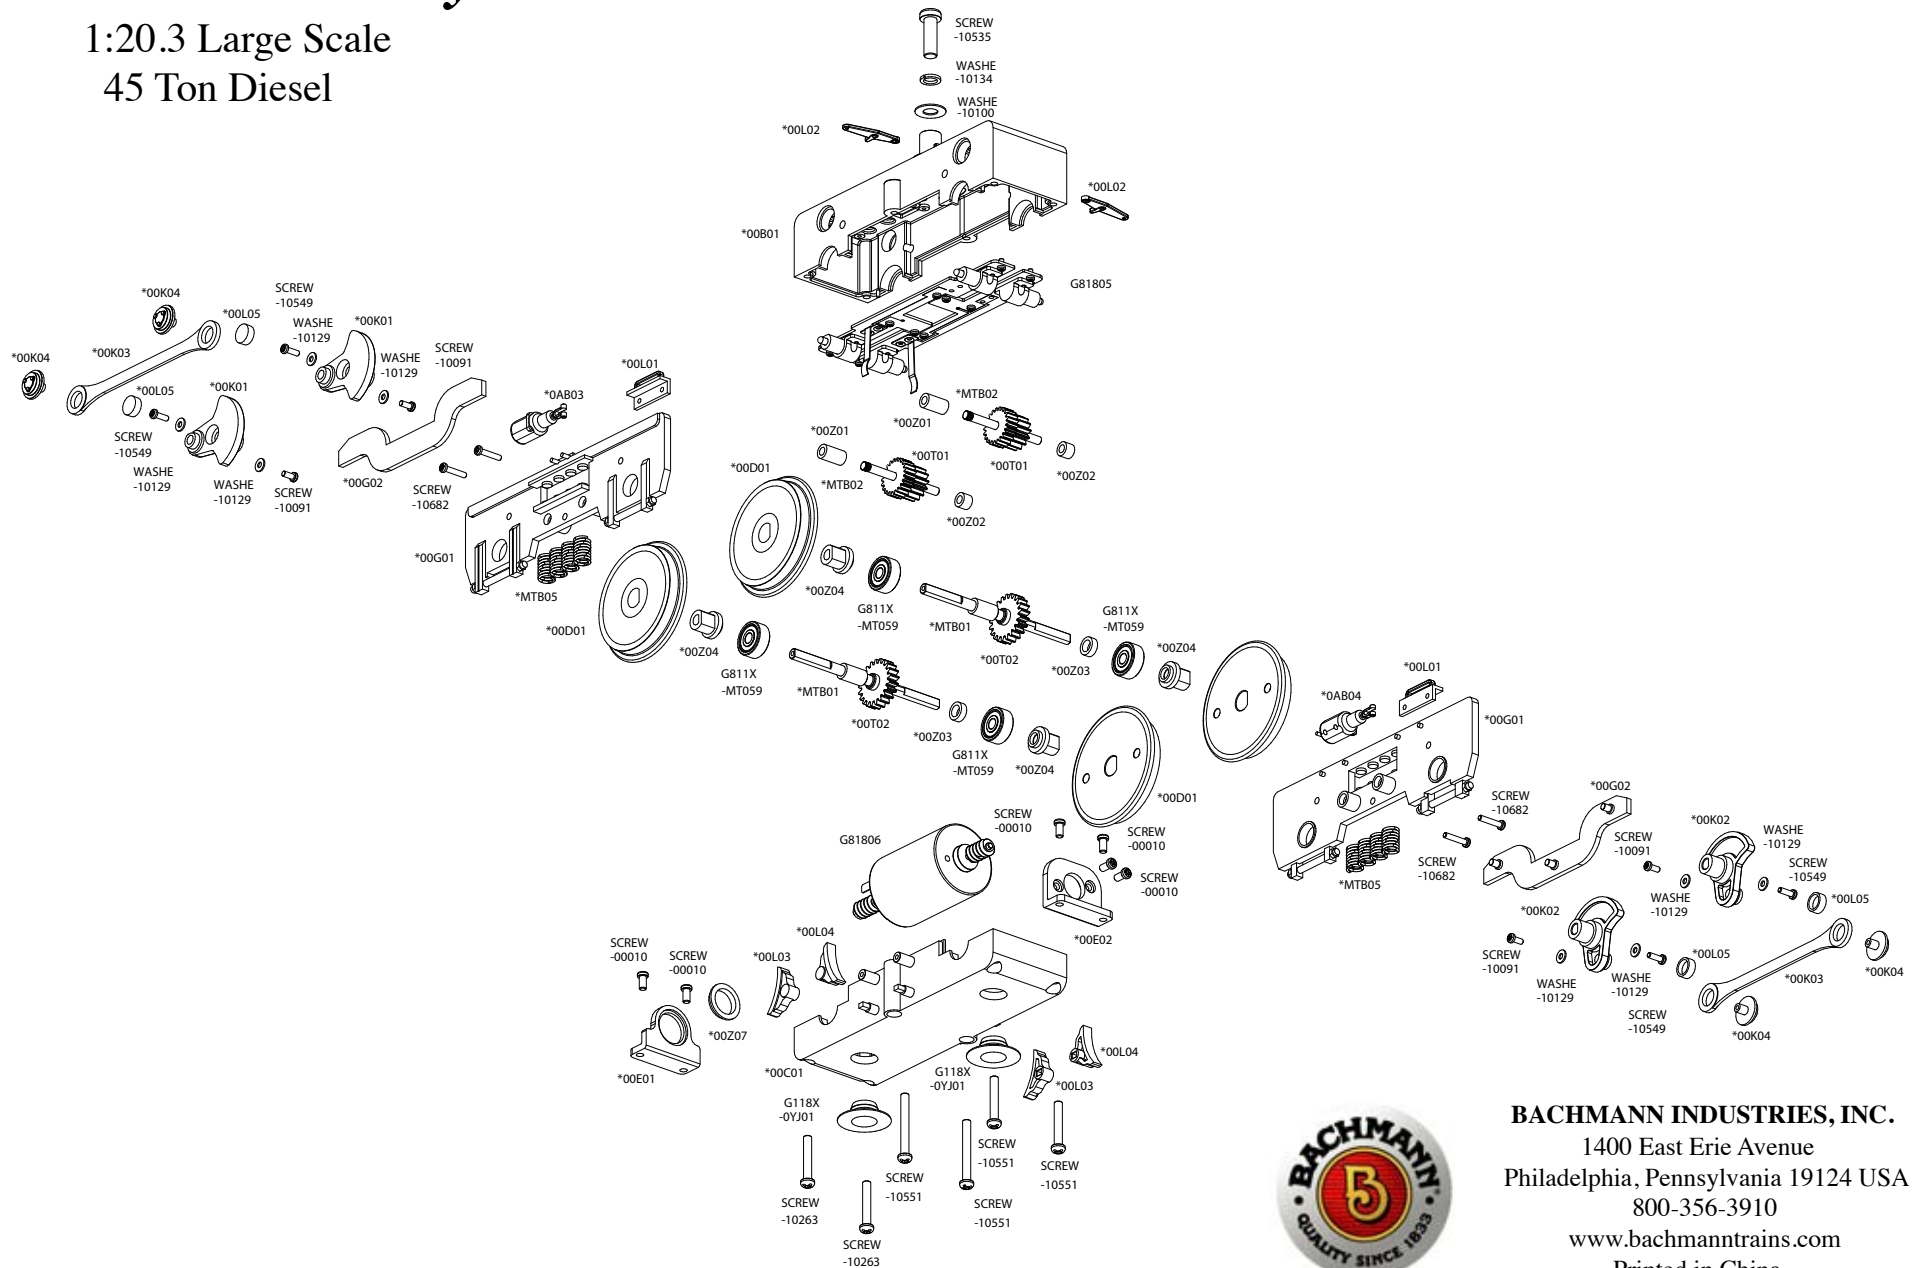 1:20.3 Large Scale
45 Ton Diesel
SCREW
-10535
WASHE
-10134
WASHE
-10100
*00L02
*00L02
*00B01
G81805
*00K04
SCREW
-10549
*00L05
WASHE
-10129
*00K01
*00K03
*00K04
WASHE
-10129
SCREW
-10091
*00L01
*00L05
*00K01
*0AB03
*MTB02
*00Z01
SCREW
-10549
WASHE
-10129
WASHE
-10129
SCREW
-10091
*00G02
SCREW
-10682
*00Z01
*00T01
*00T01
*00Z02
*00D01
*MTB02
*00Z02
*00G01
*MTB05
*00Z04
G811X
-MT059
G811X
-MT059
*MTB01
*00D01
*00Z04
*00T02
*00Z03
*00Z04
G811X
-MT059
*MTB01
*00T02
*00Z03
G811X
-MT059
*00Z04
*00L01
*0AB04
*00G01
*00D01
*00G02
SCREW
-10682
SCREW
-00010
SCREW
-00010
SCREW
-00010
G81806
*00K02
WASHE
-10129
SCREW
-10091
SCREW
-10549
SCREW
-10682
*MTB05
WASHE
-10129
*00L05
*00K02
*00E02
SCREW
-00010
SCREW
-00010
*00L04
*00L03
SCREW
-10091
WASHE
-10129
WASHE
-10129
*00L05
*00K03
*00K04
SCREW
-10549
*00K04
*00Z07
*00E01
*00C01
G118X
-0YJ01
*00L04
*00L03
G118X
-0YJ01
SCREW
-10551
SCREW
-10551
SCREW
-10551
SCREW
-10551
SCREW
-10263
SCREW
-10263
BACHMANN
B
QUALITY SINCE 1833
BACHMANN INDUSTRIES, INC.
1400 East Erie Avenue
Philadelphia, Pennsylvania 19124 USA
800-356-3910
www.bachmanntrains.com
Printed in China